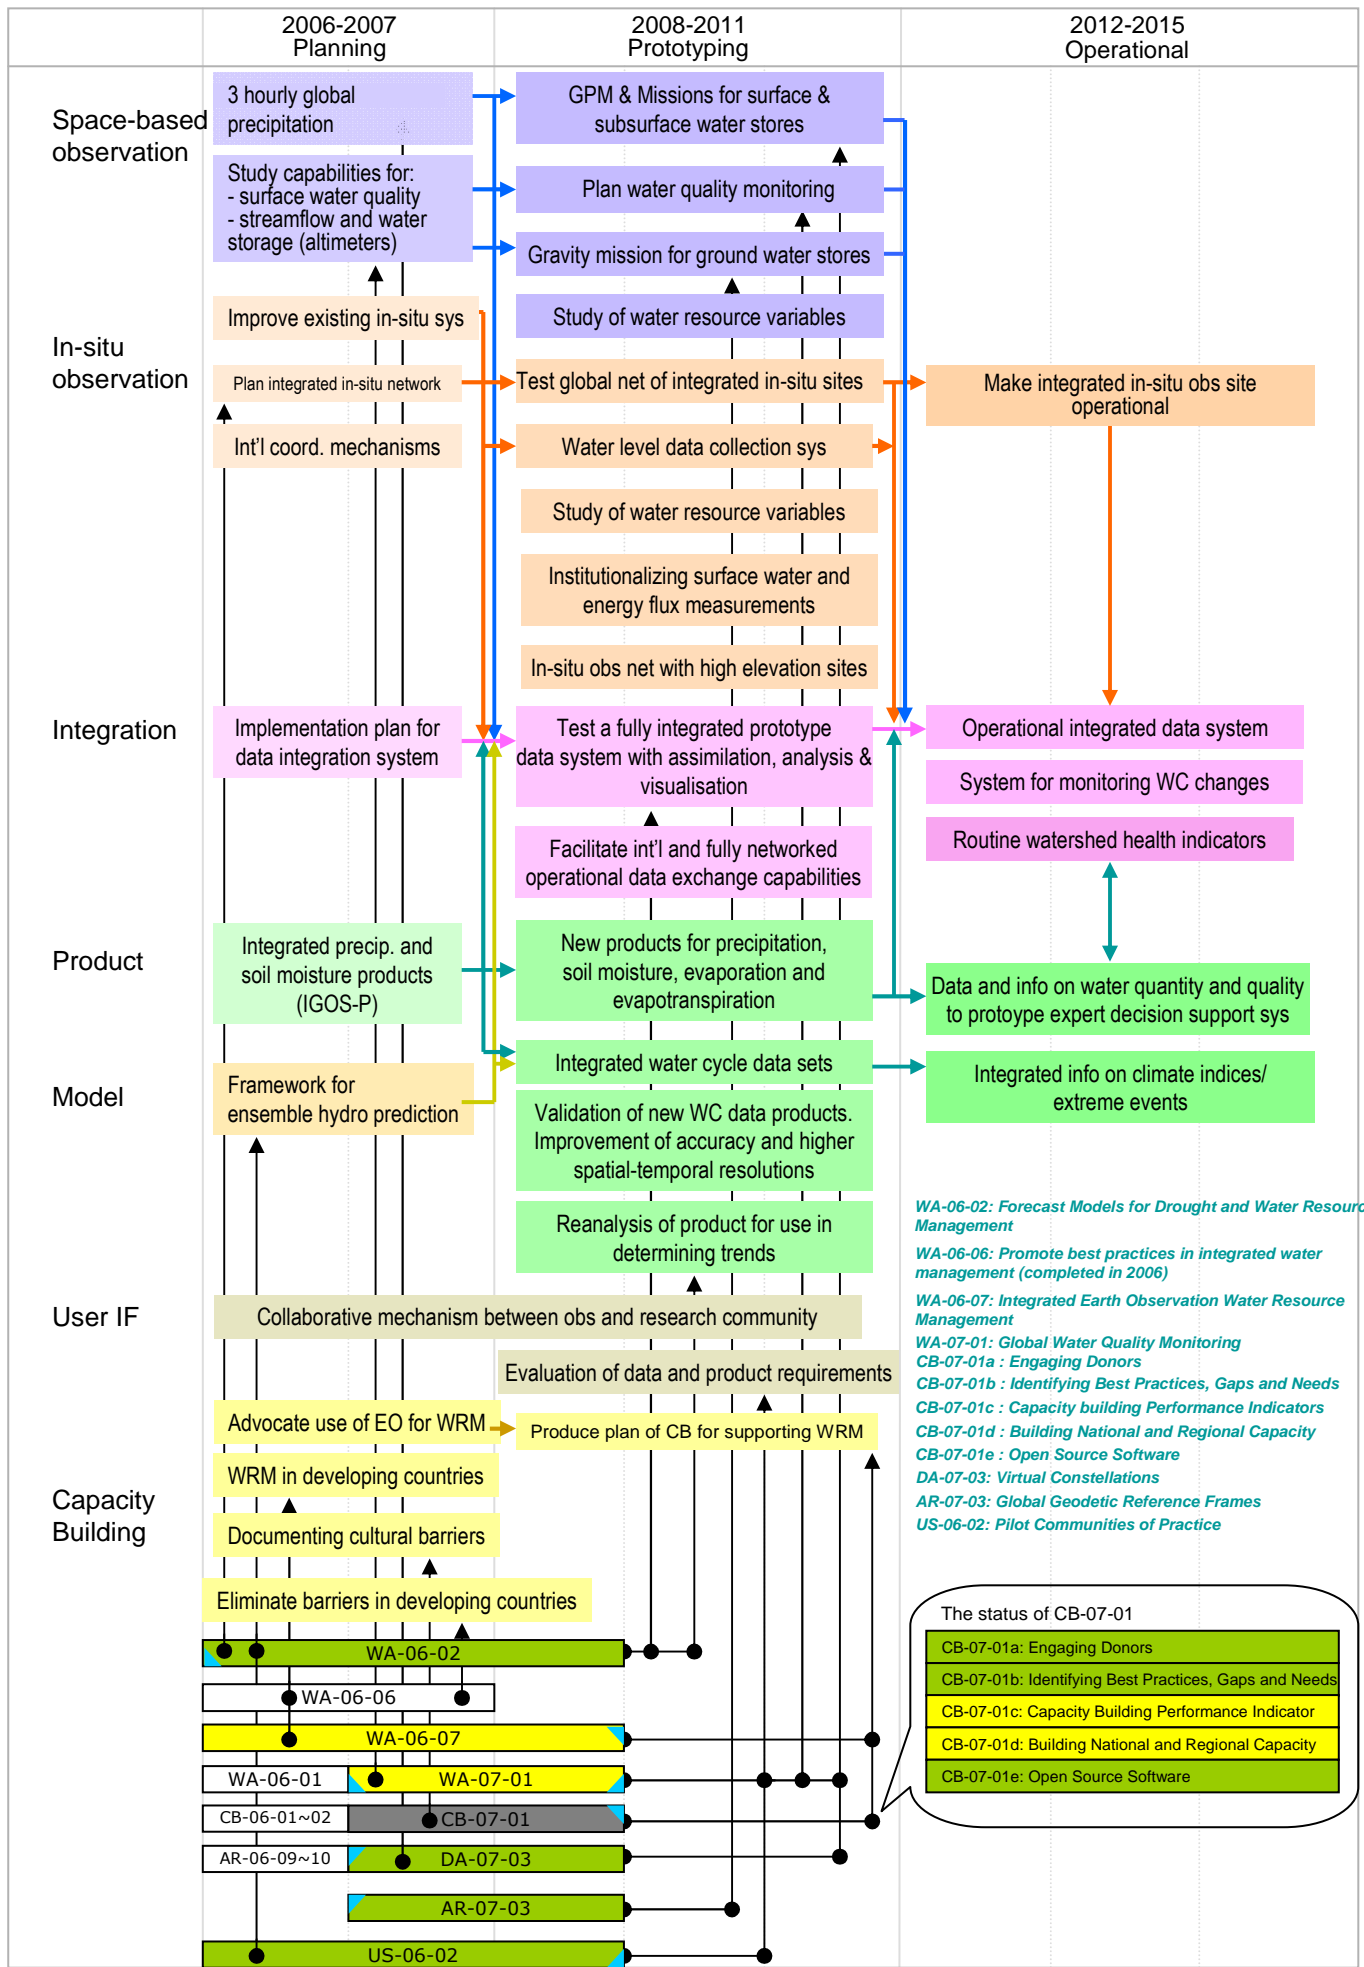 2006-2007
Planning
2008-2011
Prototyping
2012-2015
Operational
Space-based
observation
3 hourly global
precipitation
GPM & Missions for surface &
subsurface water stores
Study capabilities for:
- surface water quality
- streamflow and water
storage (altimeters)
Plan water quality monitoring
Gravity mission for ground water stores
Study of water resource variables
In-situ
observation
Improve existing in-situ sys
Plan integrated in-situ network
Test global net of integrated in-situ sites
Make integrated in-situ obs site
operational
Int'l coord. mechanisms
Water level data collection sys
Study of water resource variables
Institutionalizing surface water and
energy flux measurements
In-situ obs net with high elevation sites
Integration
Implementation plan for
data integration system
Test a fully integrated prototype
data system with assimilation, analysis &
visualisation
Operational integrated data system
System for monitoring WC changes
Facilitate int'l and fully networked
operational data exchange capabilities
Routine watershed health indicators
Product
Integrated precip. and
soil moisture products
(IGOS-P)
New products for precipitation,
soil moisture, evaporation and
evapotranspiration
Data and info on water quantity and quality
to protoype expert decision support sys
Integrated water cycle data sets
Integrated info on climate indices/
extreme events
Model
Framework for
ensemble hydro prediction
Validation of new WC data products.
Improvement of accuracy and higher
spatial-temporal resolutions
Reanalysis of product for use in
determining trends
User IF
Collaborative mechanism between obs and research community
Evaluation of data and product requirements
Capacity
Building
Advocate use of EO for WRM
Produce plan of CB for supporting WRM
WRM in developing countries
Documenting cultural barriers
Eliminate barriers in developing countries
WA-06-02: Forecast Models for Drought and Water Resourc
Management
WA-06-06: Promote best practices in integrated water
management (completed in 2006)
WA-06-07: Integrated Earth Observation Water Resource
Management
WA-07-01: Global Water Quality Monitoring
CB-07-01a : Engaging Donors
CB-07-01b : Identifying Best Practices, Gaps and Needs
CB-07-01c : Capacity building Performance Indicators
CB-07-01d : Building National and Regional Capacity
CB-07-01e : Open Source Software
DA-07-03: Virtual Constellations
AR-07-03: Global Geodetic Reference Frames
US-06-02: Pilot Communities of Practice
WA-06-02
WA-06-06
WA-06-07
WA-06-01
WA-07-01
CB-06-01~02
CB-07-01
AR-06-09~10
DA-07-03
AR-07-03
US-06-02
The status of CB-07-01
CB-07-01a: Engaging Donors
CB-07-01b: Identifying Best Practices, Gaps and Needs
CB-07-01c: Capacity Building Performance Indicator
CB-07-01d: Building National and Regional Capacity
CB-07-01e: Open Source Software